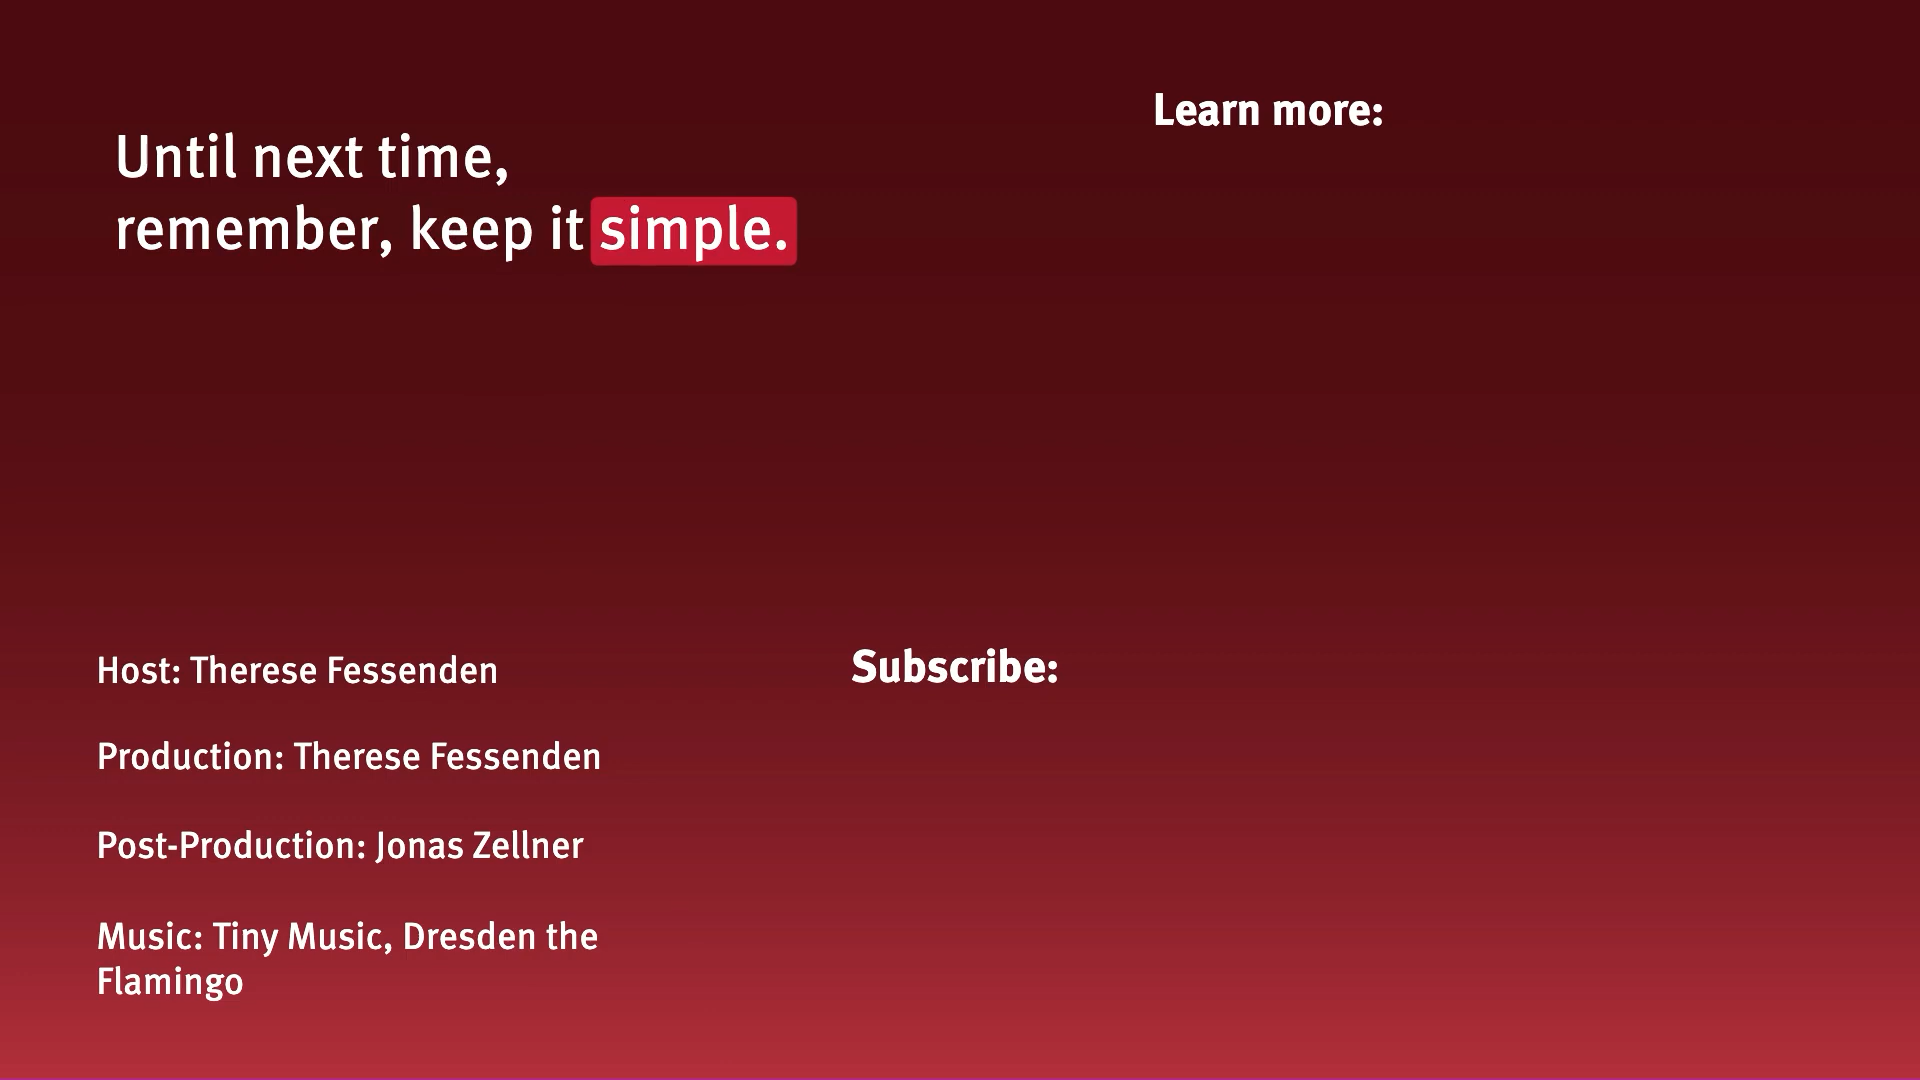 Until next time,
remember, keep it simple.
Learn more:
Host: Therese Fessenden
Production: Therese Fessenden
Post-Production: Jonas Zellner
Music: Tiny Music, Dresden the
Flamingo
Subscribe: